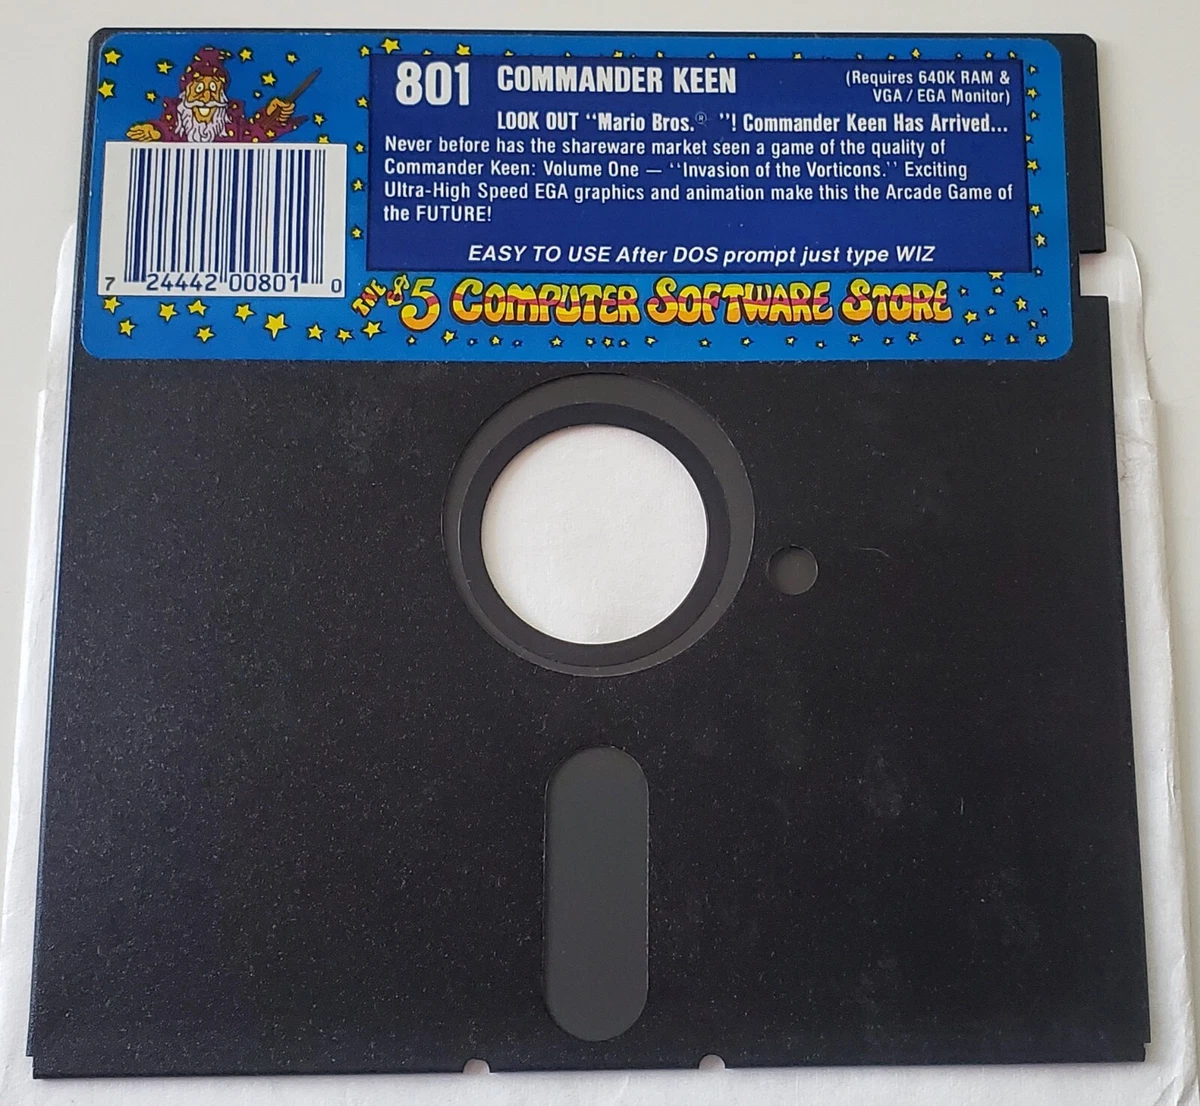 801 COMMANDER KEEN
(Requires 640K RAM &
VGA / EGA Monitor)
LOOK OUT “Mario Bros.® ”! Commander Keen Has Arrived...
Never before has the shareware market seen a game of the quality of
Commander Keen: Volume One — “Invasion of the Vorticons.” Exciting
Ultra-High Speed EGA graphics and animation make this the Arcade Game of
the FUTURE!
EASY TO USE After DOS prompt just type WIZ
7 24442 00801 0
THE $5 COMPUTER SOFTWARE STORE